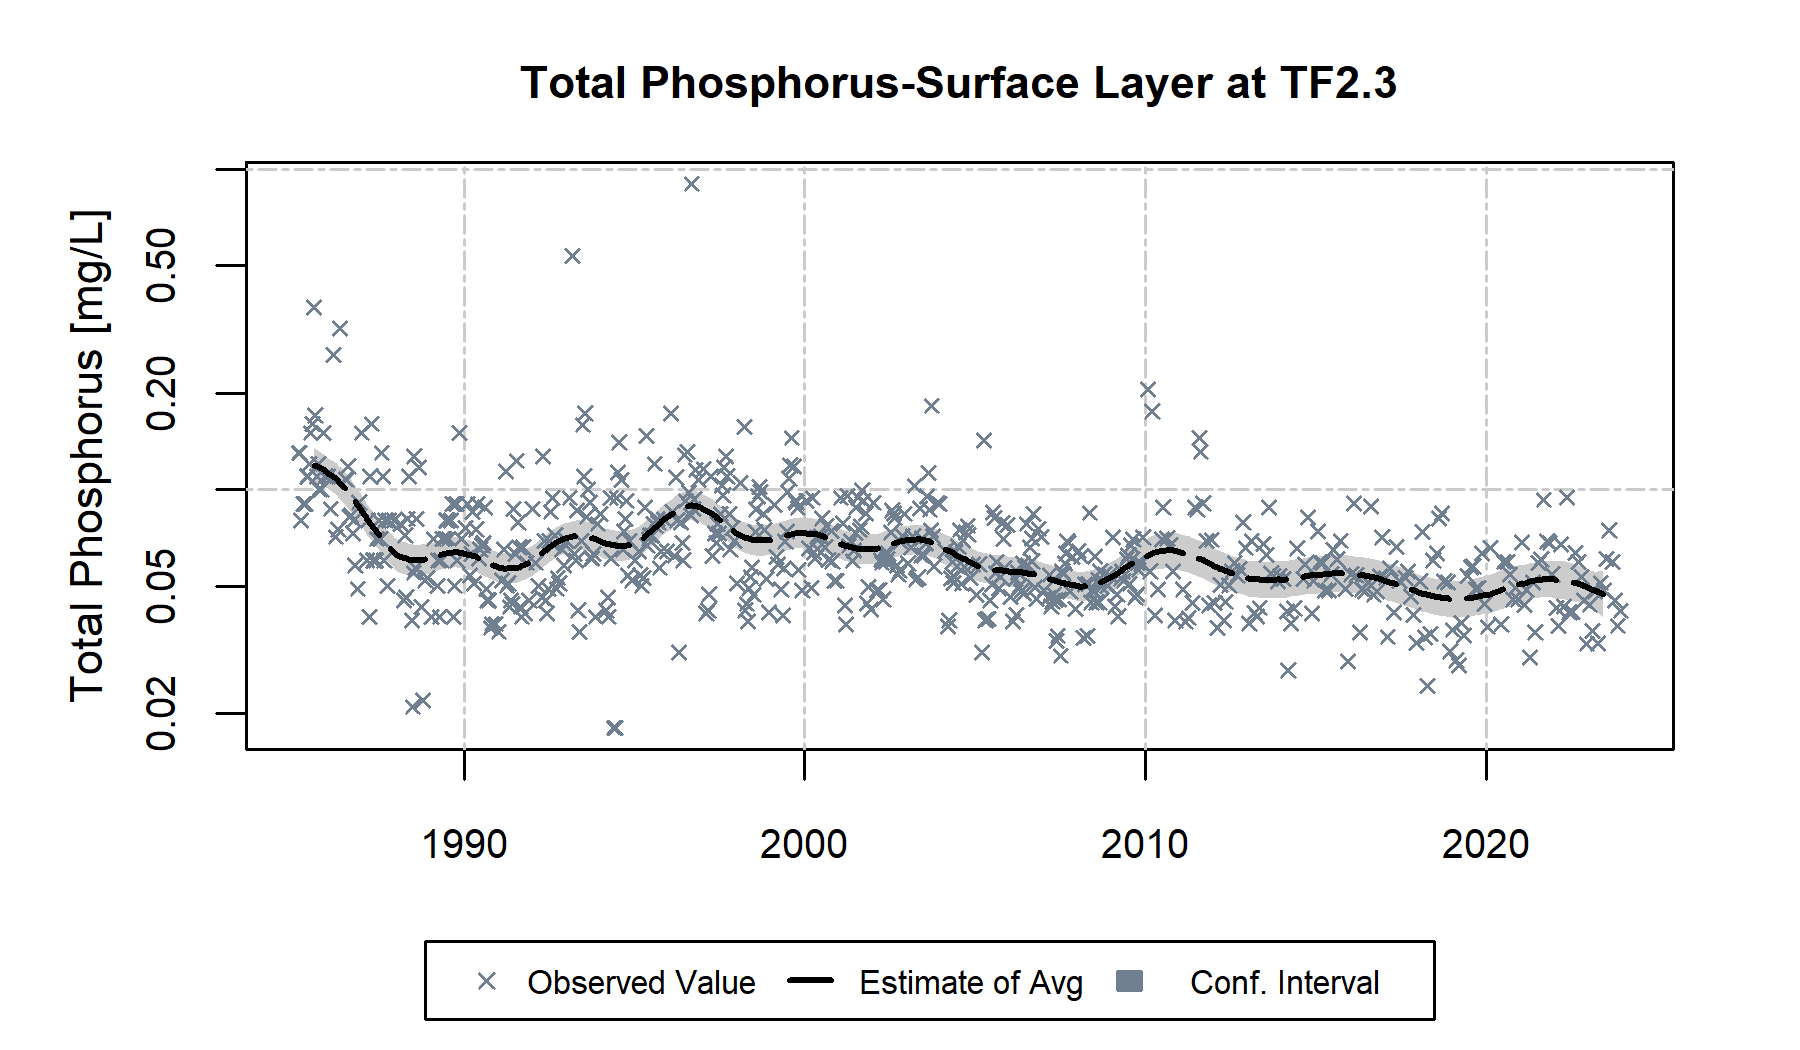 Total Phosphorus-Surface Layer at TF2.3
Total Phosphorus [mg/L]
0.50
0.20
0.05
0.02
1990 2000 2010 2020
Observed Value Estimate of Avg Conf. Interval